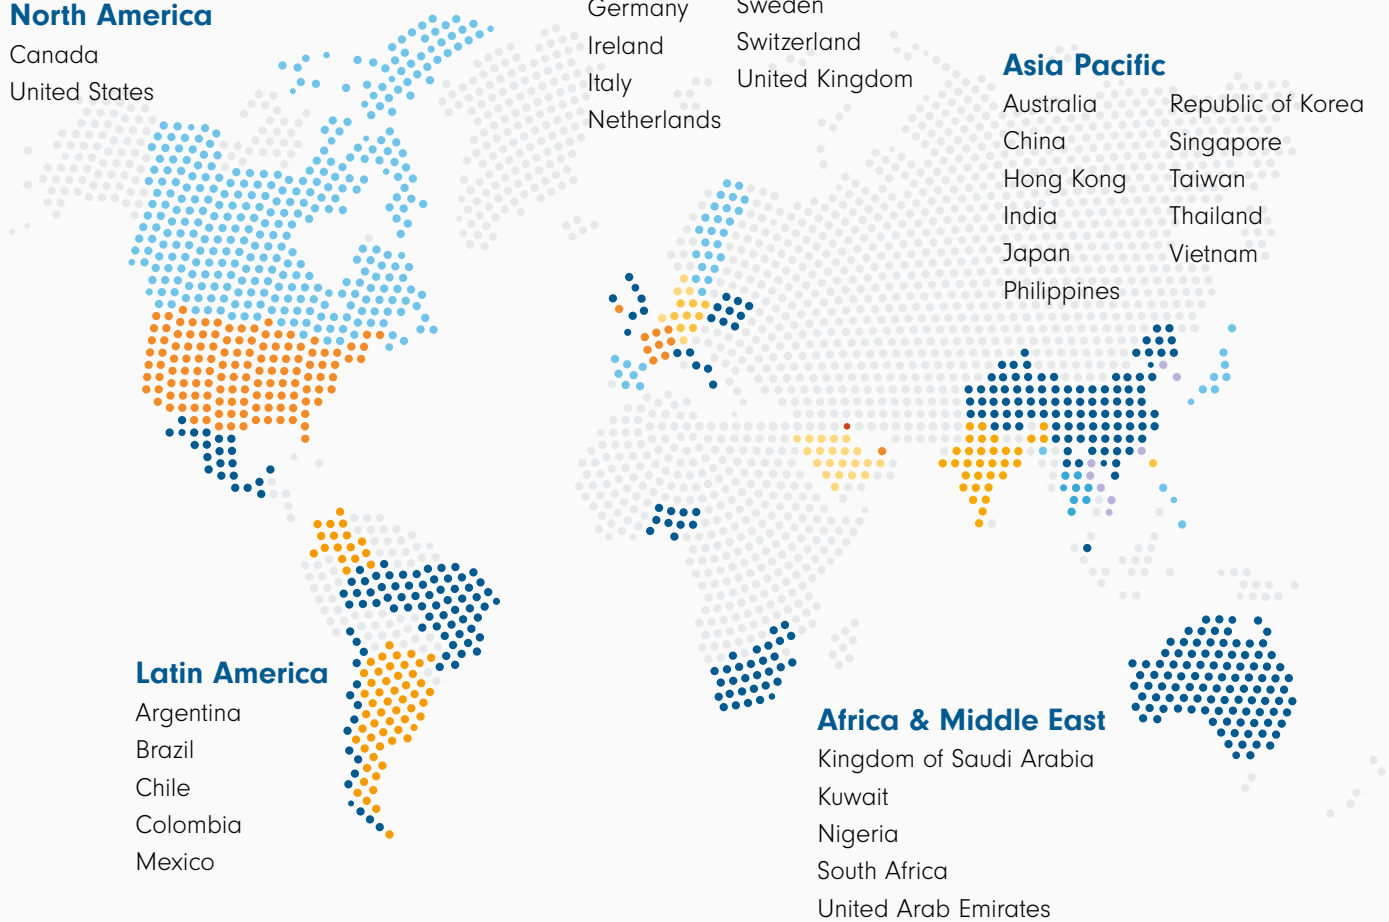 North America
Canada
United States
Germany
Ireland
Italy
Netherlands
Sweden
Switzerland
United Kingdom
Asia Pacific
Australia
China
Hong Kong
India
Japan
Philippines
Republic of Korea
Singapore
Taiwan
Thailand
Vietnam
Latin America
Argentina
Brazil
Chile
Colombia
Mexico
Africa & Middle East
Kingdom of Saudi Arabia
Kuwait
Nigeria
South Africa
United Arab Emirates